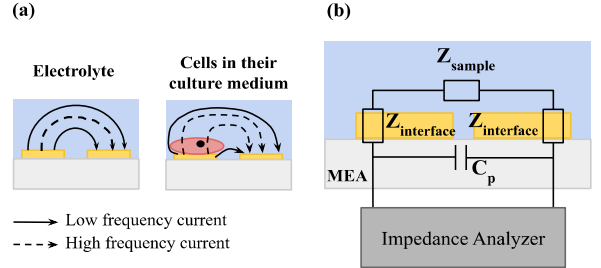 (a)
Electrolyte
Cells in their
culture medium
Low frequency current
High frequency current
(b)
Zsample
Zinterface Zinterface
MEA
Cp
Impedance Analyzer